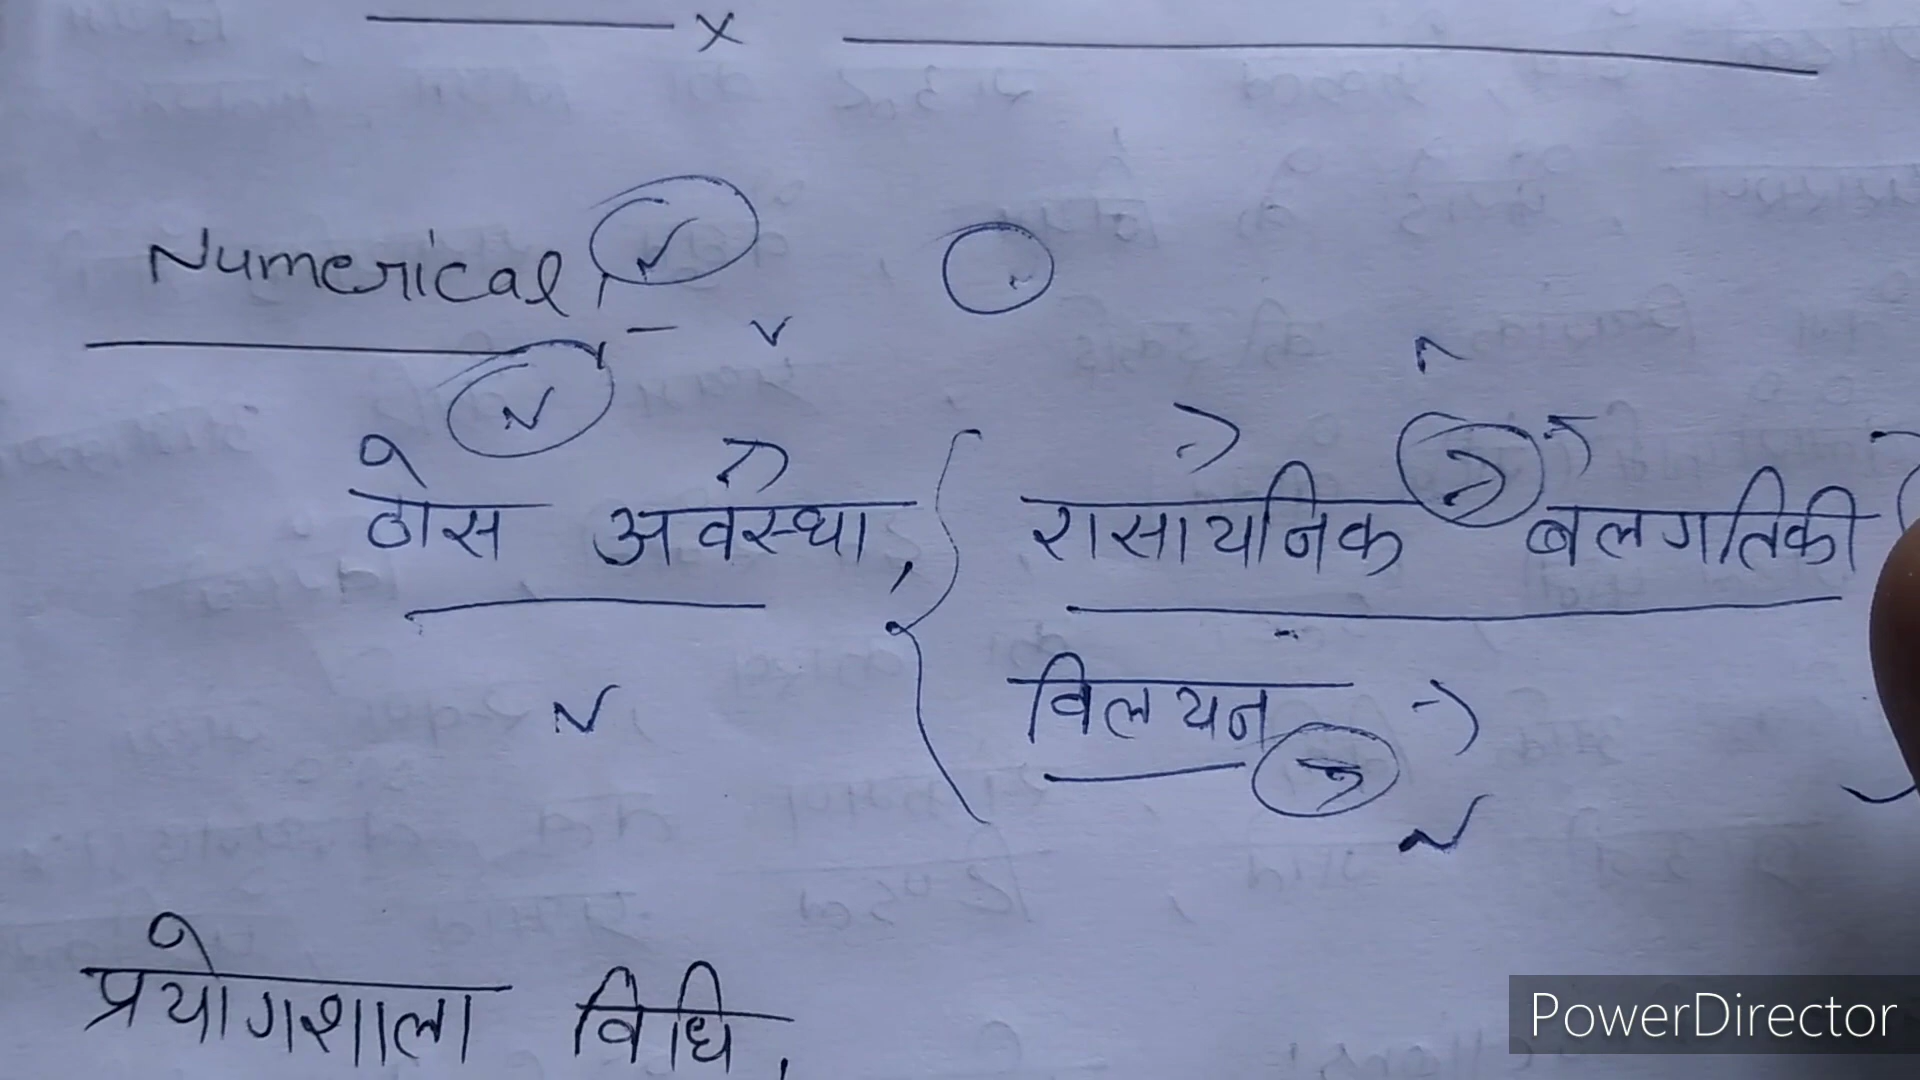 Numerical
ठोस अवस्था, रासायनिक बलगतिकी
विलयन
प्रयोगशाला विधि,
PowerDirector